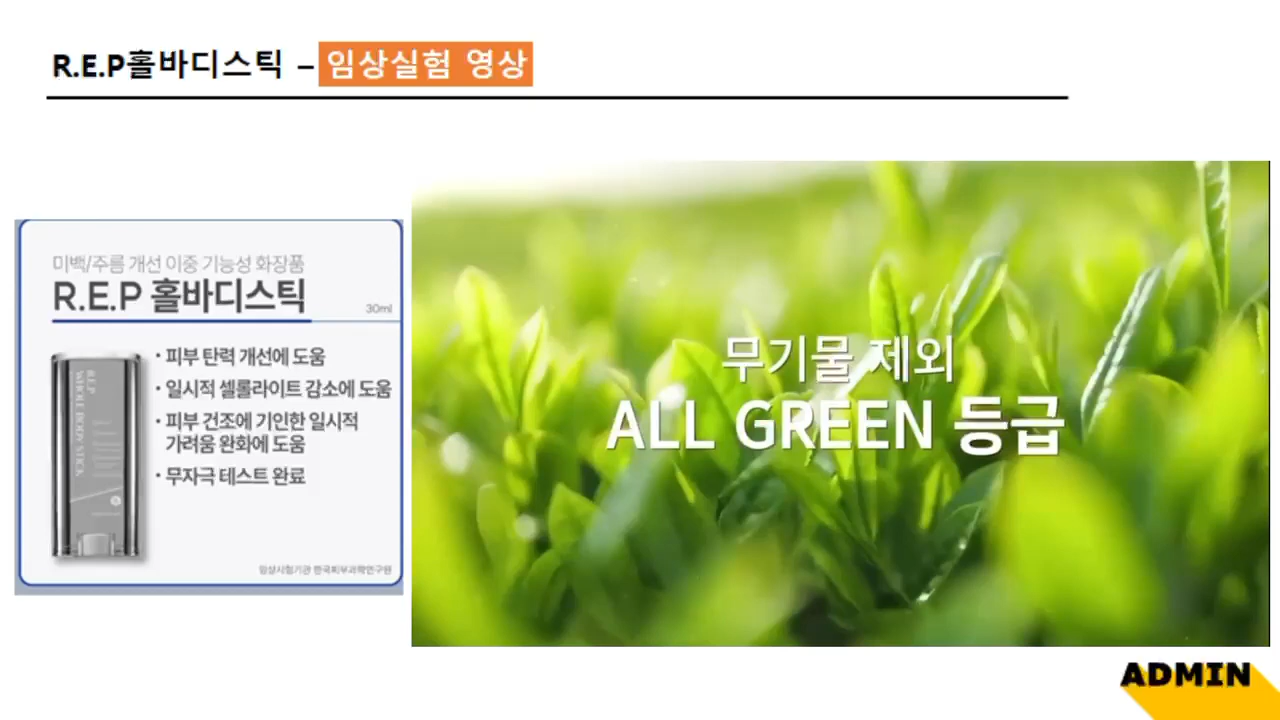 R.E.P홀바디스틱 – 임상실험 영상
미백/주름 개선 이중 기능성 화장품
R.E.P 홀바디스틱
30ml
· 피부 탄력 개선에 도움
· 일시적 셀룰라이트 감소에 도움
· 피부 건조에 기인한 일시적
가려움 완화에 도움
· 무자극 테스트 완료
임상시험기관 한국피부과학연구원
R.E.P
WHOLE BODY STICK
무기물 제외
ALL GREEN 등급
ADMIN